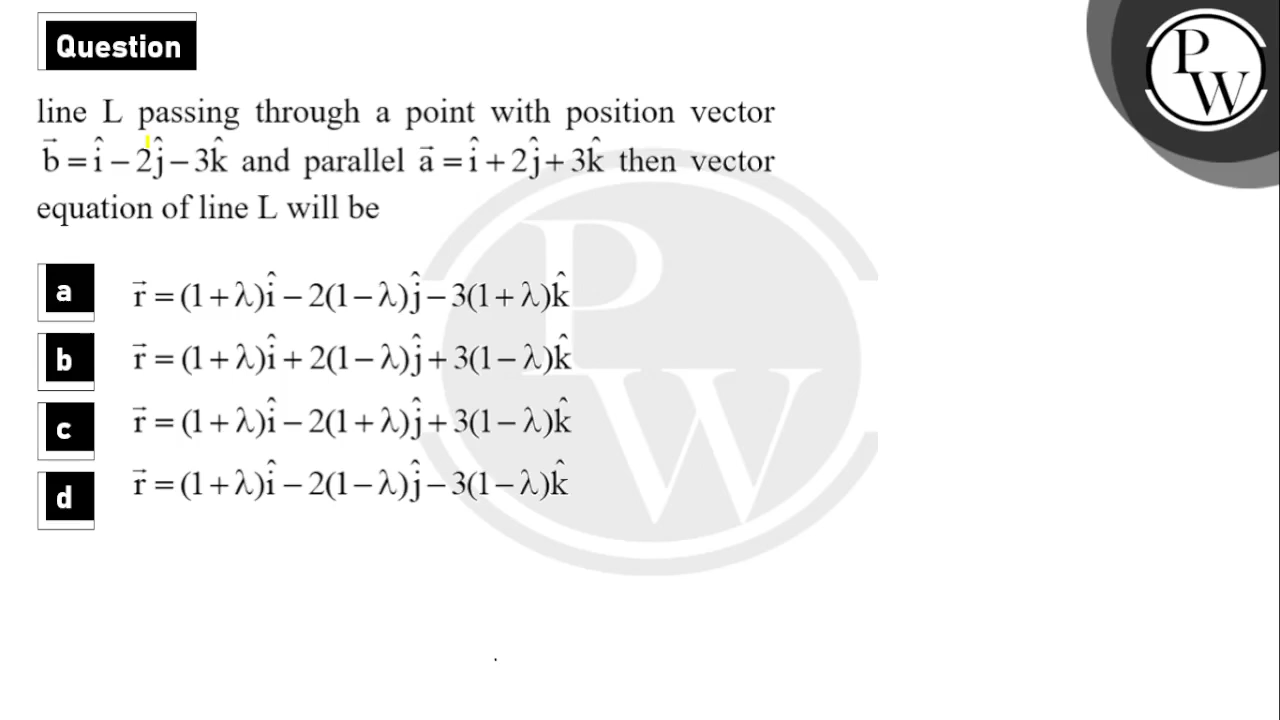 Question
P
W
line L passing through a point with position vector
b⃗ = î − 2ĵ − 3k̂ and parallel a⃗ = î + 2ĵ + 3k̂ then vector
equation of line L will be
a r⃗ = (1 + λ)î − 2(1 − λ)ĵ − 3(1 + λ)k̂
b r⃗ = (1 + λ)î + 2(1 − λ)ĵ + 3(1 − λ)k̂
c r⃗ = (1 + λ)î − 2(1 + λ)ĵ + 3(1 − λ)k̂
d r⃗ = (1 + λ)î − 2(1 − λ)ĵ − 3(1 − λ)k̂
P
W